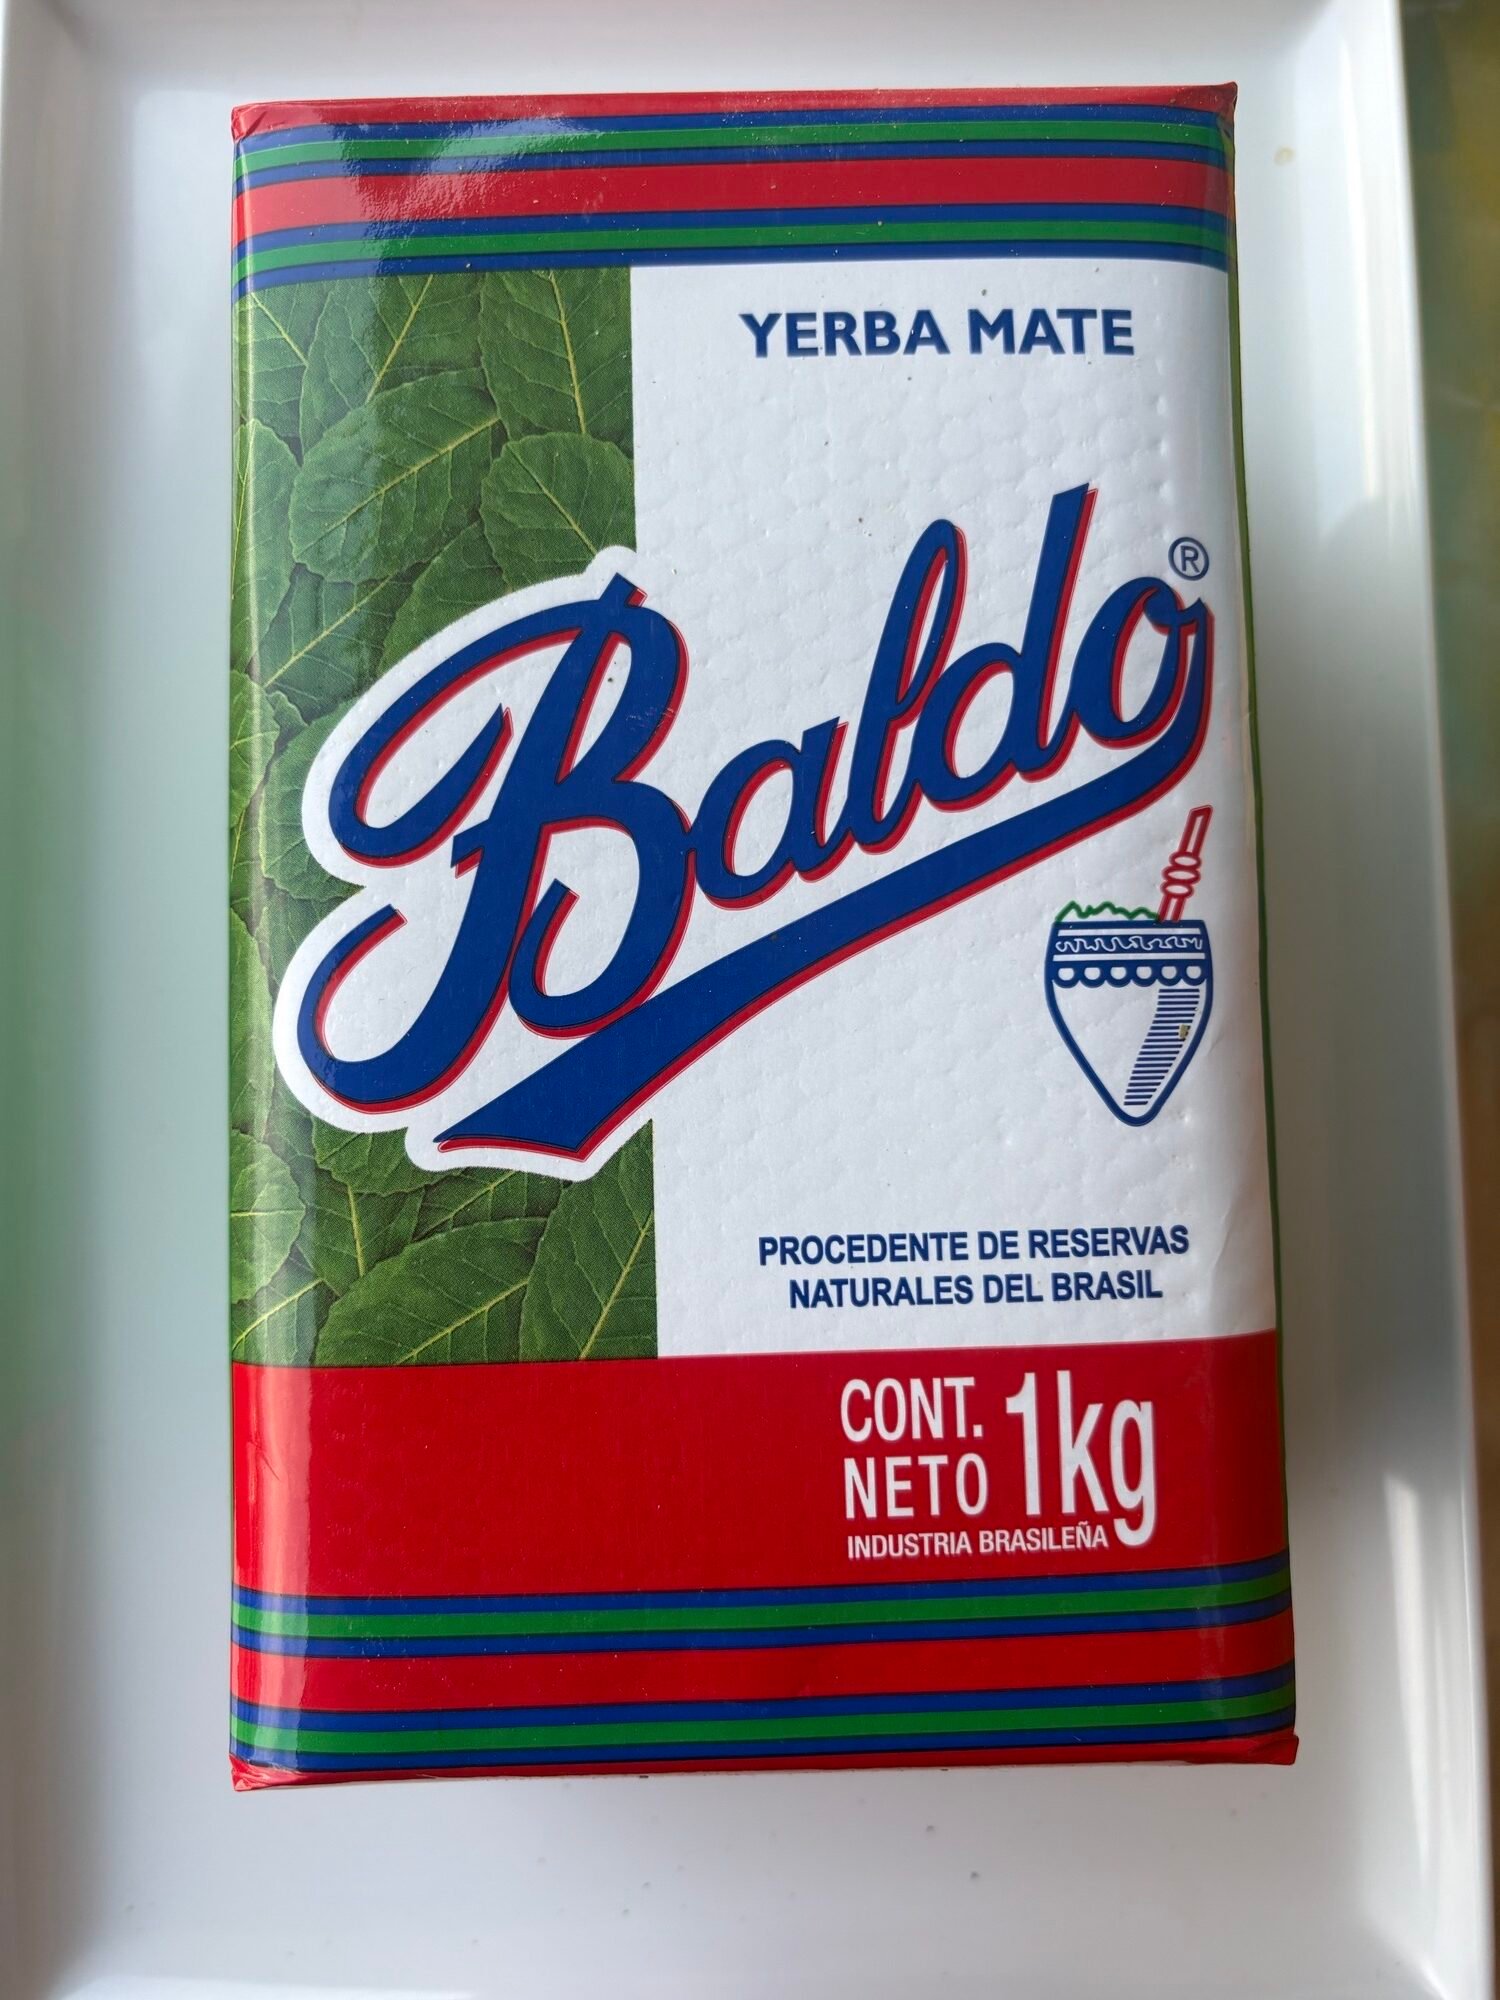 YERBA MATE
Baldo®
PROCEDENTE DE RESERVAS
NATURALES DEL BRASIL
CONT.
NETO 1kg
INDUSTRIA BRASILEÑA